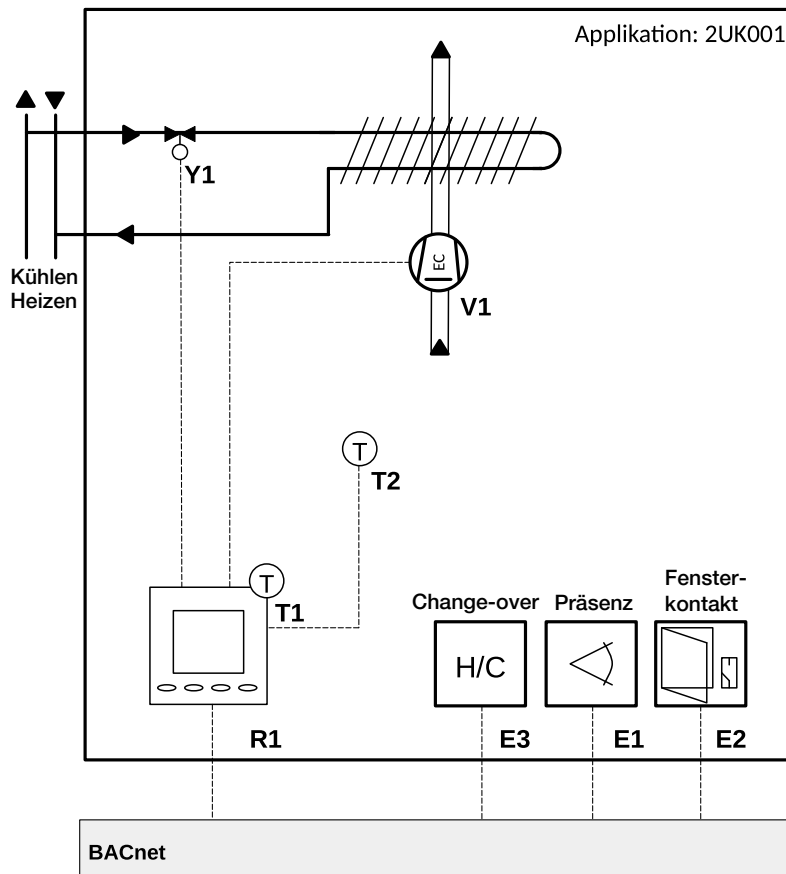 Applikation: 2UK001
Y1
Kühlen
Heizen
EC
V1
T
T2
T
T1
Fenster-
Change-over Präsenz kontakt
H/C
R1 E3 E1 E2
BACnet